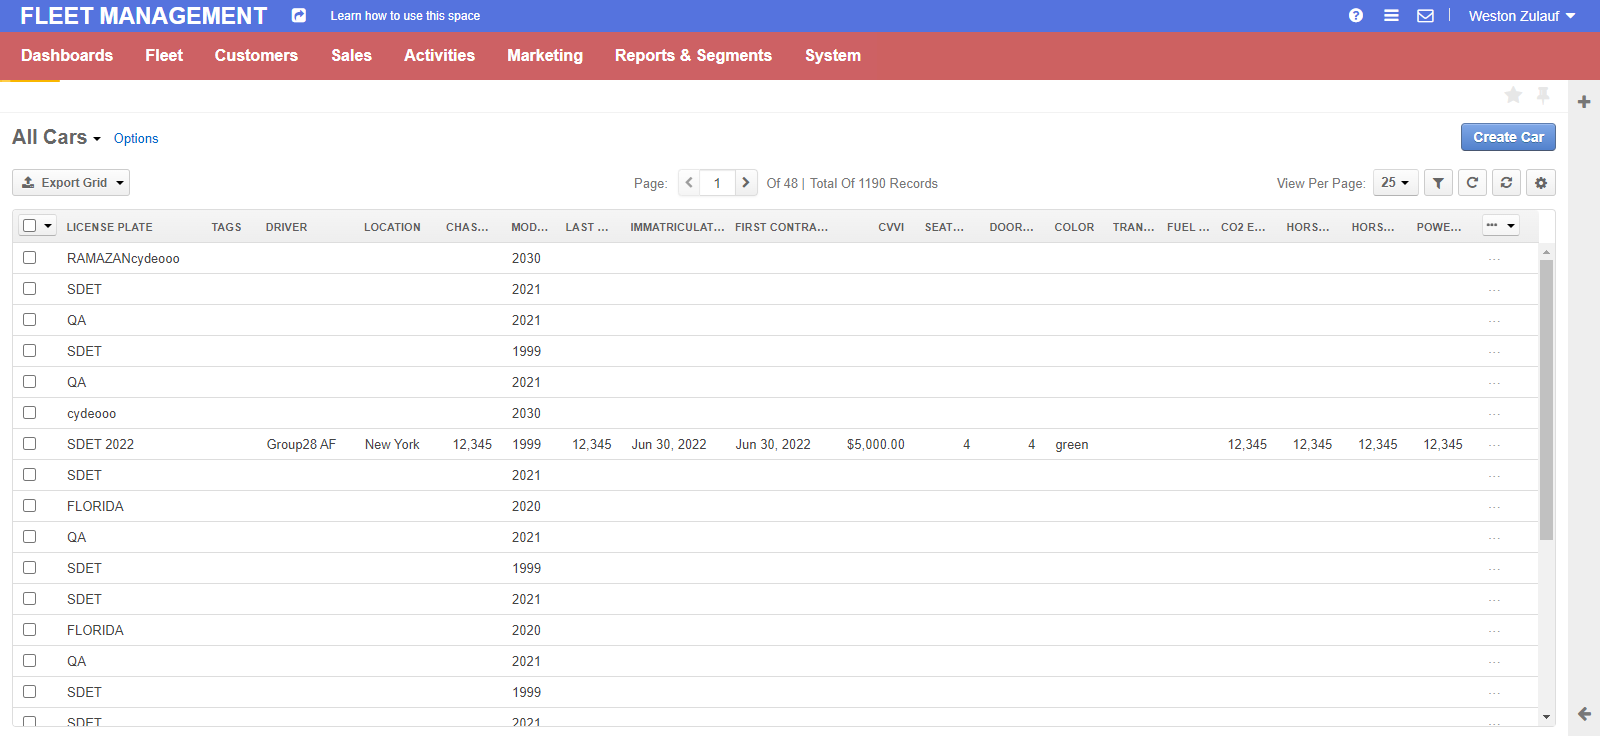 FLEET MANAGEMENT Learn how to use this space Weston Zulauf
Dashboards Fleet Customers Sales Activities Marketing Reports & Segments System
All Cars Options Create Car
Export Grid Page: 1 Of 48 | Total Of 1190 Records View Per Page: 25
LICENSE PLATE TAGS DRIVER LOCATION CHAS... MOD... LAST ... IMMATRICULAT... FIRST CONTRA... CVVI SEAT... DOOR... COLOR TRAN... FUEL ... CO2 E... HORS... HORS... POWE... ...
RAMAZANcydeooo 2030 ...
SDET 2021 ...
QA 2021 ...
SDET 1999 ...
QA 2021 ...
cydeooo 2030 ...
SDET 2022 Group28 AF New York 12,345 1999 12,345 Jun 30, 2022 Jun 30, 2022 $5,000.00 4 4 green 12,345 12,345 12,345 12,345 ...
SDET 2021 ...
FLORIDA 2020 ...
QA 2021 ...
SDET 1999 ...
SDET 2021 ...
FLORIDA 2020 ...
QA 2021 ...
SDET 1999 ...
SDET 2021 ...